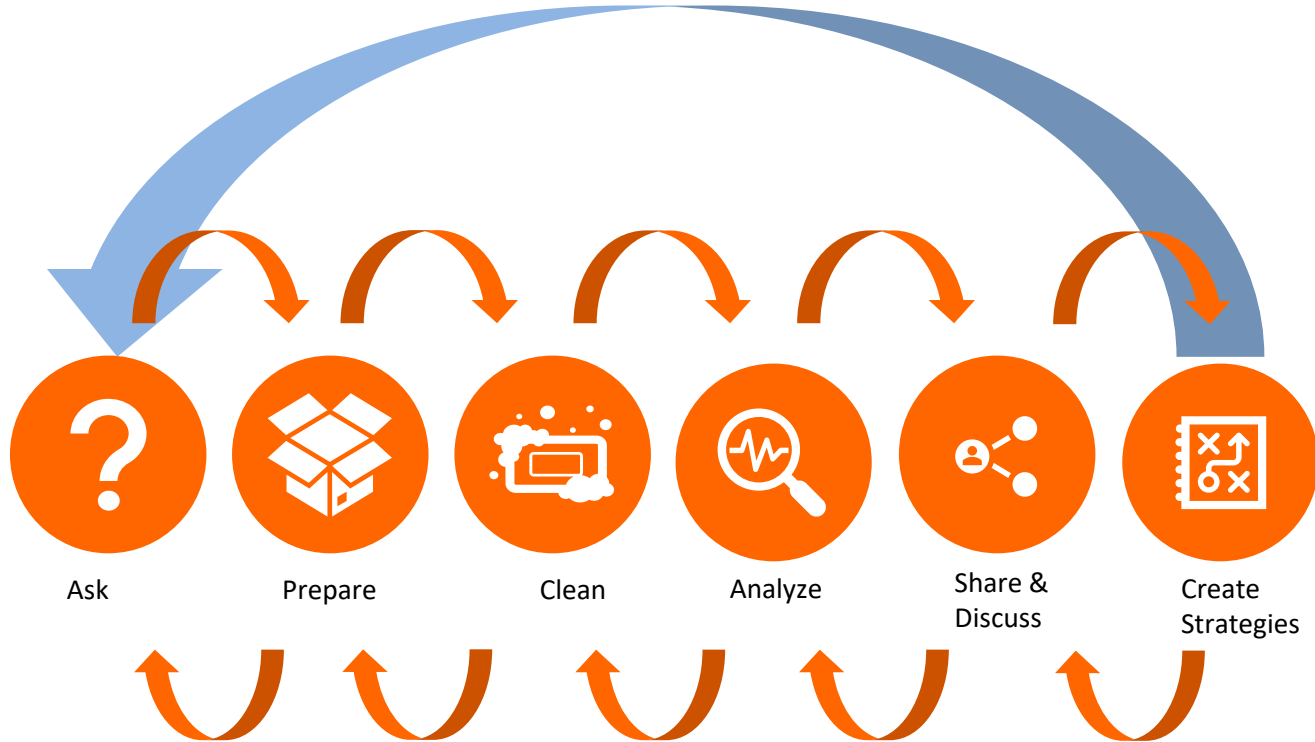 Ask
Prepare
Clean
Analyze
Share &
Discuss
Create
Strategies